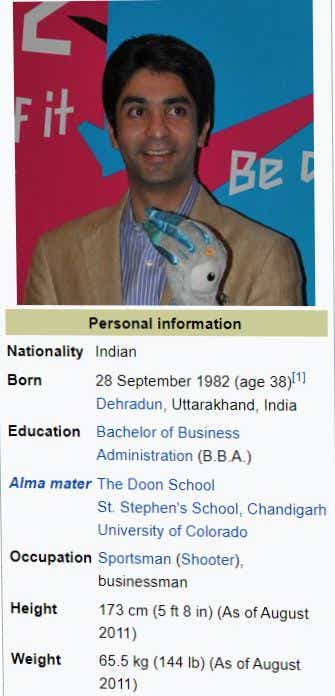 2
f it
Be
Personal information
Nationality Indian
Born 28 September 1982 (age 38)[1]
Dehradun, Uttarakhand, India
Education Bachelor of Business
Administration (B.B.A.)
Alma mater The Doon School
St. Stephen's School, Chandigarh
University of Colorado
Occupation Sportsman (Shooter),
businessman
Height 173 cm (5 ft 8 in) (As of August
2011)
Weight 65.5 kg (144 lb) (As of August
2011)